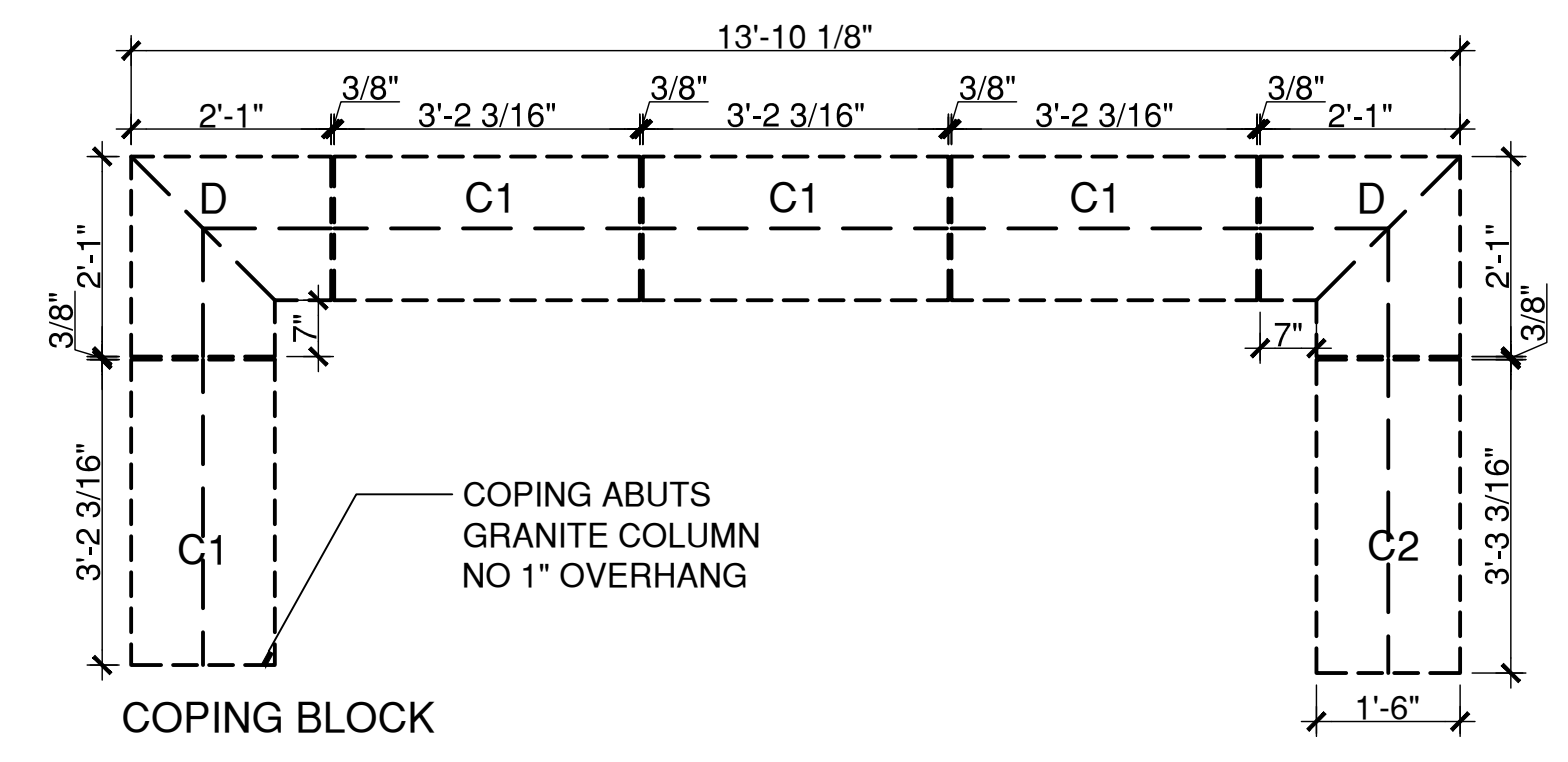 13'-10 1/8"
3/8" 3/8" 3/8" 3/8"
2'-1" 3'-2 3/16" 3'-2 3/16" 3'-2 3/16" 2'-1"
D C1 C1 C1 D
2'-1" 2'-1"
3/8" 7" 7" 3/8"
3'-2 3/16" COPING ABUTS 3'-3 3/16"
GRANITE COLUMN
C1 C2
NO 1" OVERHANG
1'-6"
COPING BLOCK